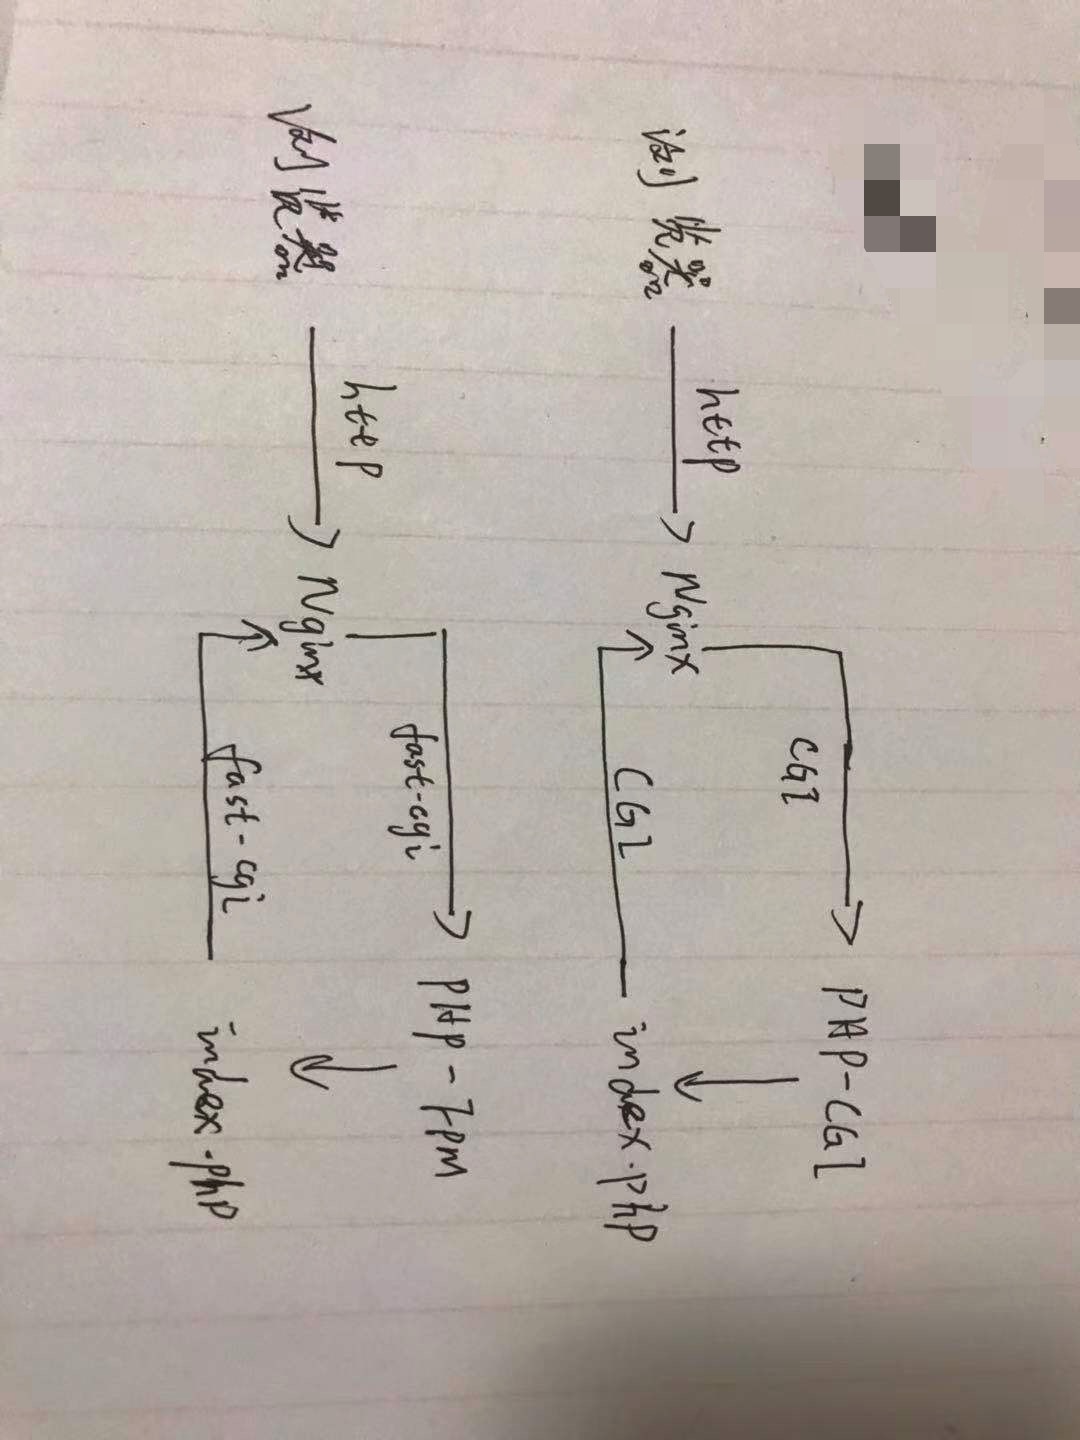 浏览器
http
Nginx
CGI
PHP-CGI
CGI
index.php
浏览器
http
Nginx
fast-cgi
PHP-FPM
fast-cgi
index.php